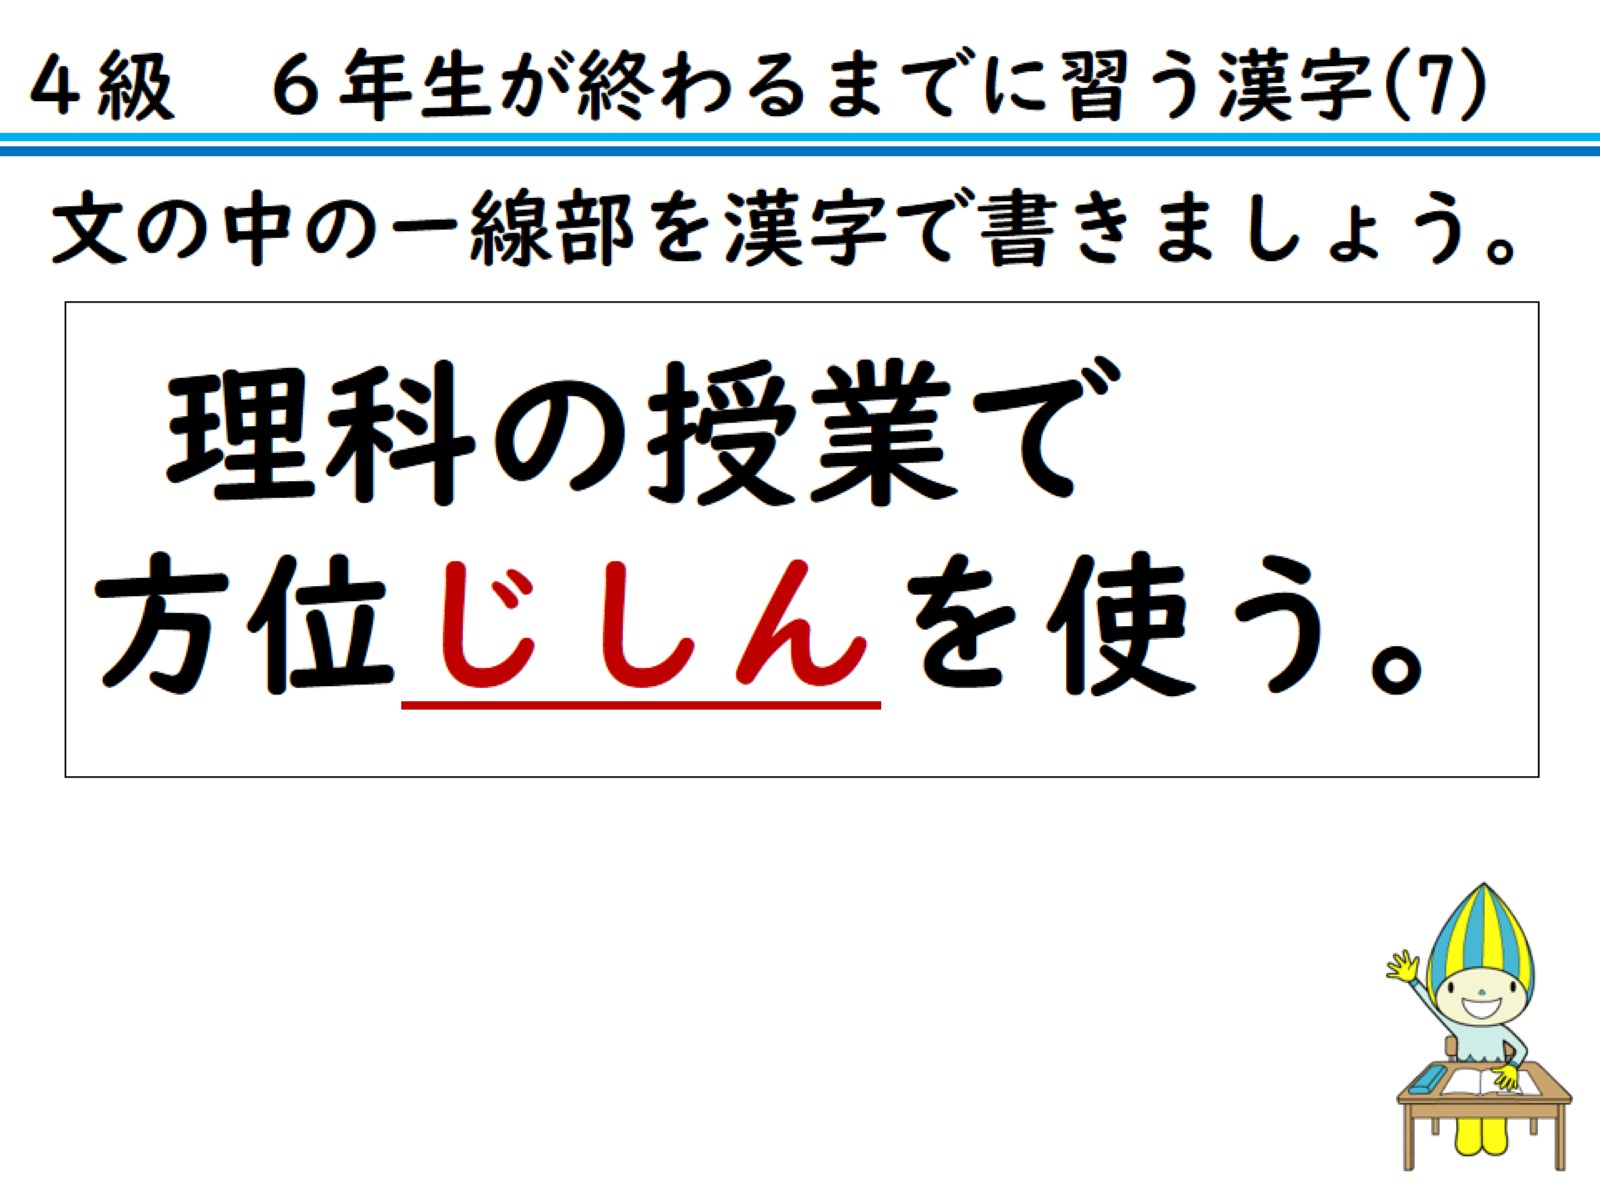 ４級　６年生が終わるまでに習う漢字(7)
文の中の一線部を漢字で書きましょう。
理科の授業で
方位じしんを使う。